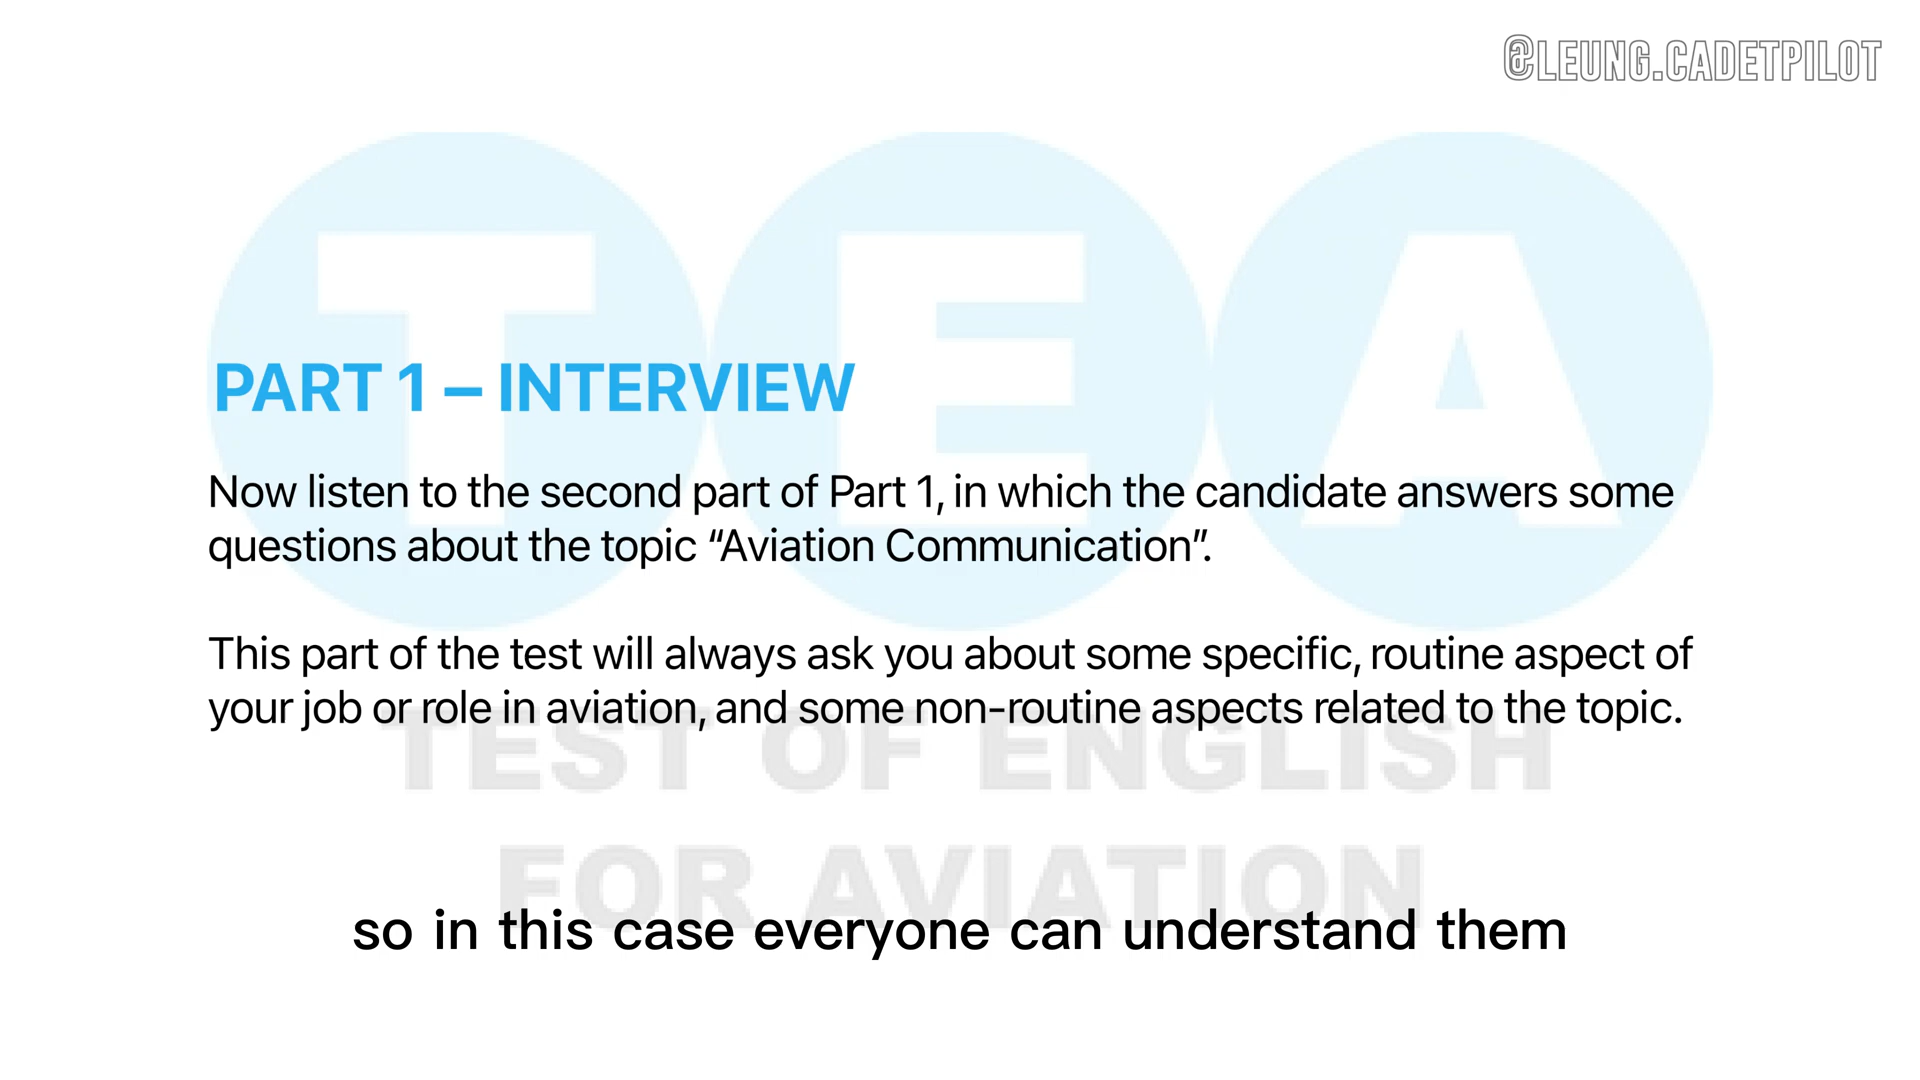 @LEUNG.CADETPILOT
TEA
PART 1 – INTERVIEW
Now listen to the second part of Part 1, in which the candidate answers some
questions about the topic “Aviation Communication”.
This part of the test will always ask you about some specific, routine aspect of
your job or role in aviation, and some non-routine aspects related to the topic.
TEST OF ENGLISH
FOR AVIATION
so in this case everyone can understand them